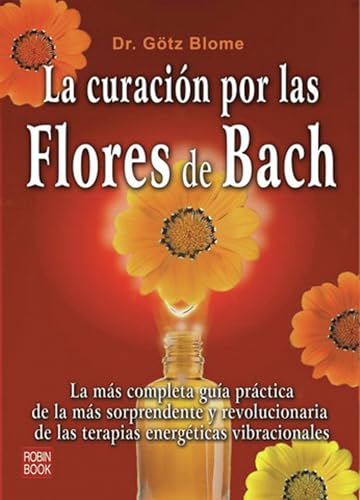 Dr. Götz Blome
La curación por las
Flores de Bach
La más completa guía práctica
de la más sorprendente y revolucionaria
de las terapias energéticas vibracionales
ROBIN
BOOK